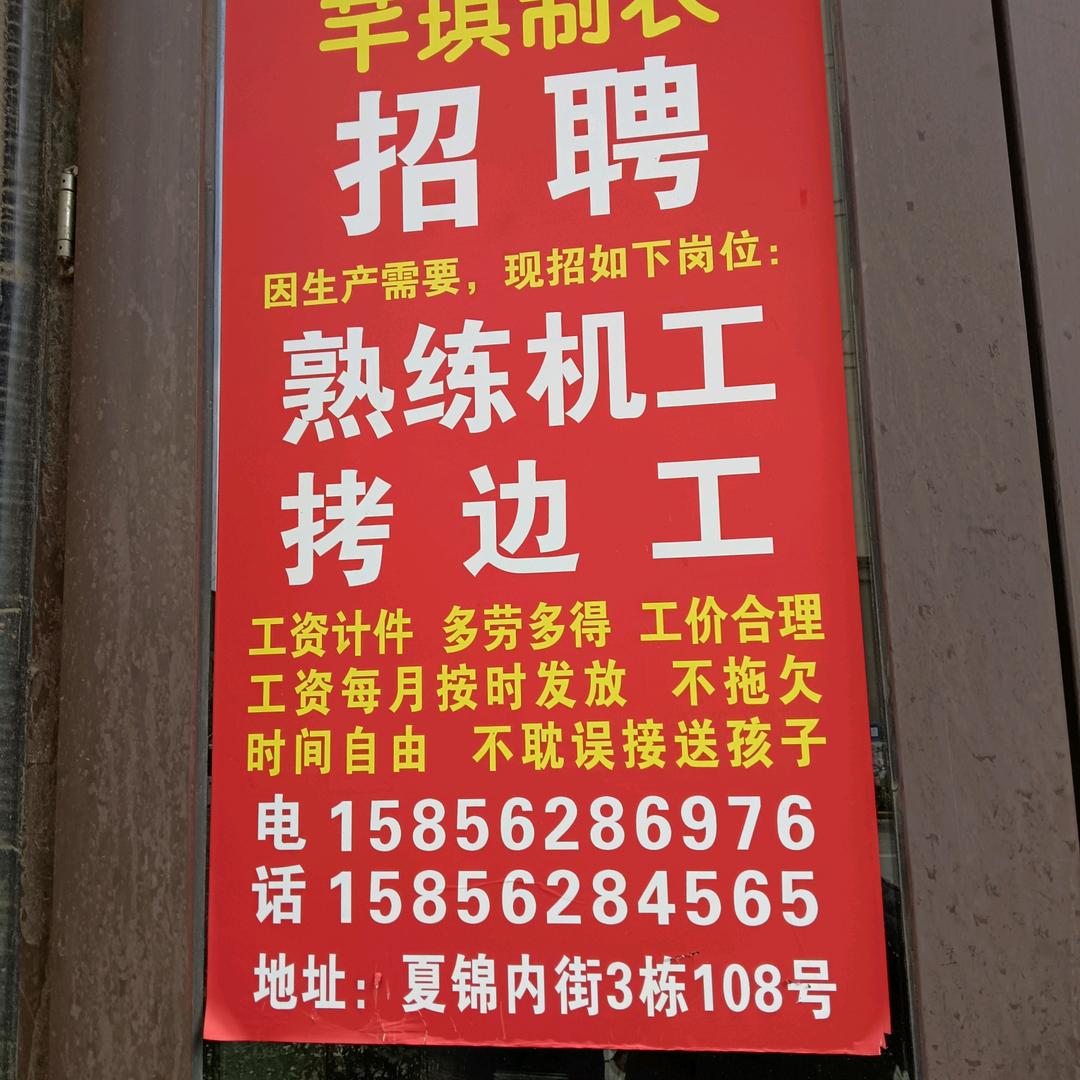 芊琪制衣
招聘
因生产需要，现招如下岗位：
熟练机工
拷边工
工资计件 多劳多得 工价合理
工资每月按时发放 不拖欠
时间自由 不耽误接送孩子
电 15856286976
话 15856284565
地址：夏锦内街3栋108号